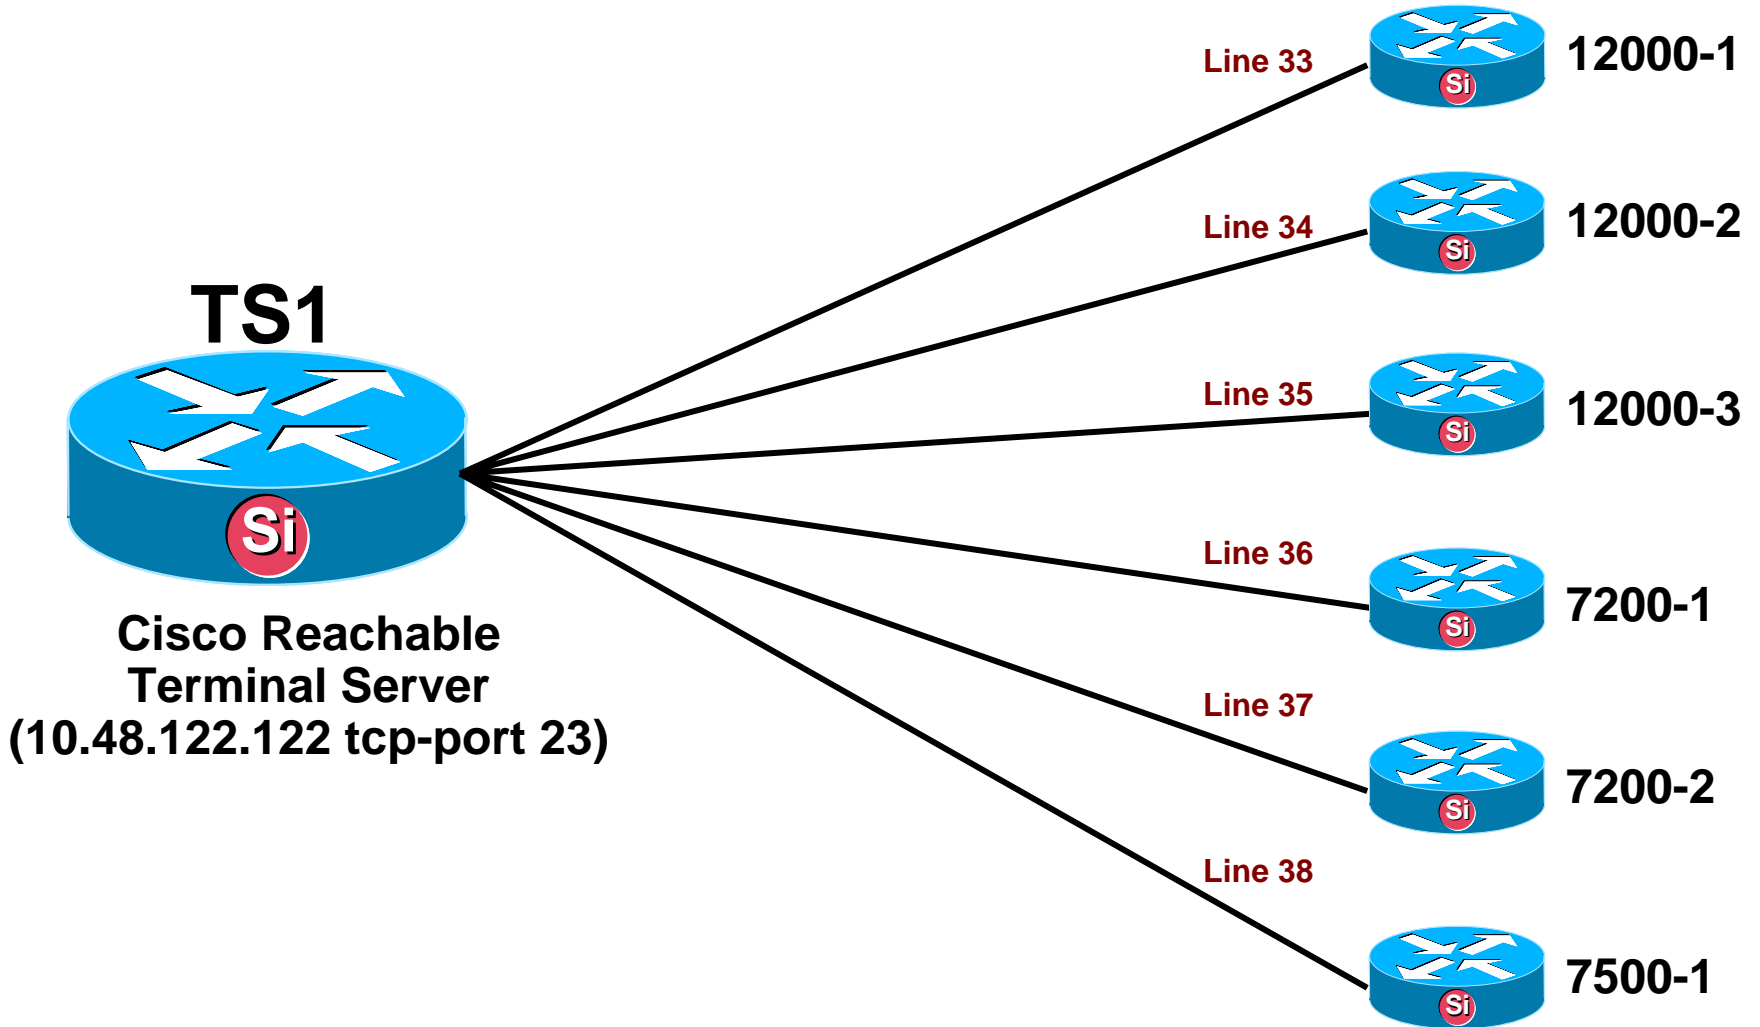 Line 33
Si
12000-1
Line 34
Si
12000-2
TS1
Si
Cisco Reachable
Terminal Server
(10.48.122.122 tcp-port 23)
Line 35
Si
12000-3
Line 36
Si
7200-1
Line 37
Si
7200-2
Line 38
Si
7500-1